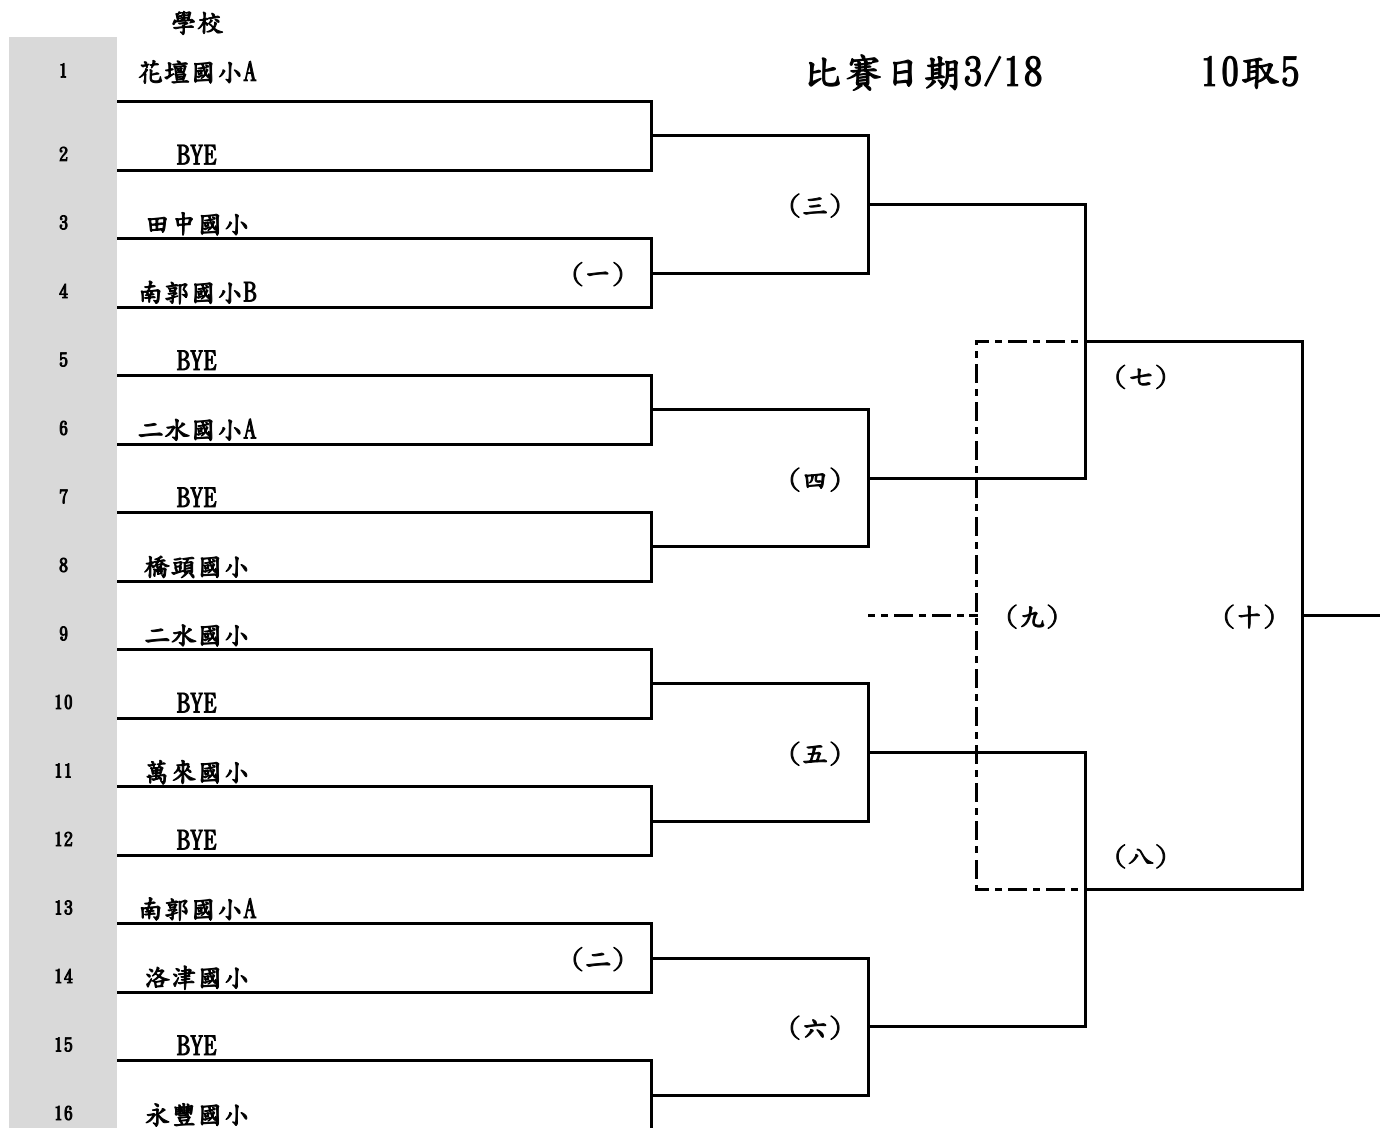 學校
比賽日期3/18 10取5
1 花壇國小A
2 BYE
(三)
3 田中國小
(一)
4 南郭國小B
5 BYE
(七)
6 二水國小A
(四)
7 BYE
8 橋頭國小
(九) (十)
9 二水國小
10 BYE
(五)
11 萬來國小
12 BYE
(八)
13 南郭國小A
(二)
14 洛津國小
(六)
15 BYE
16 永豐國小